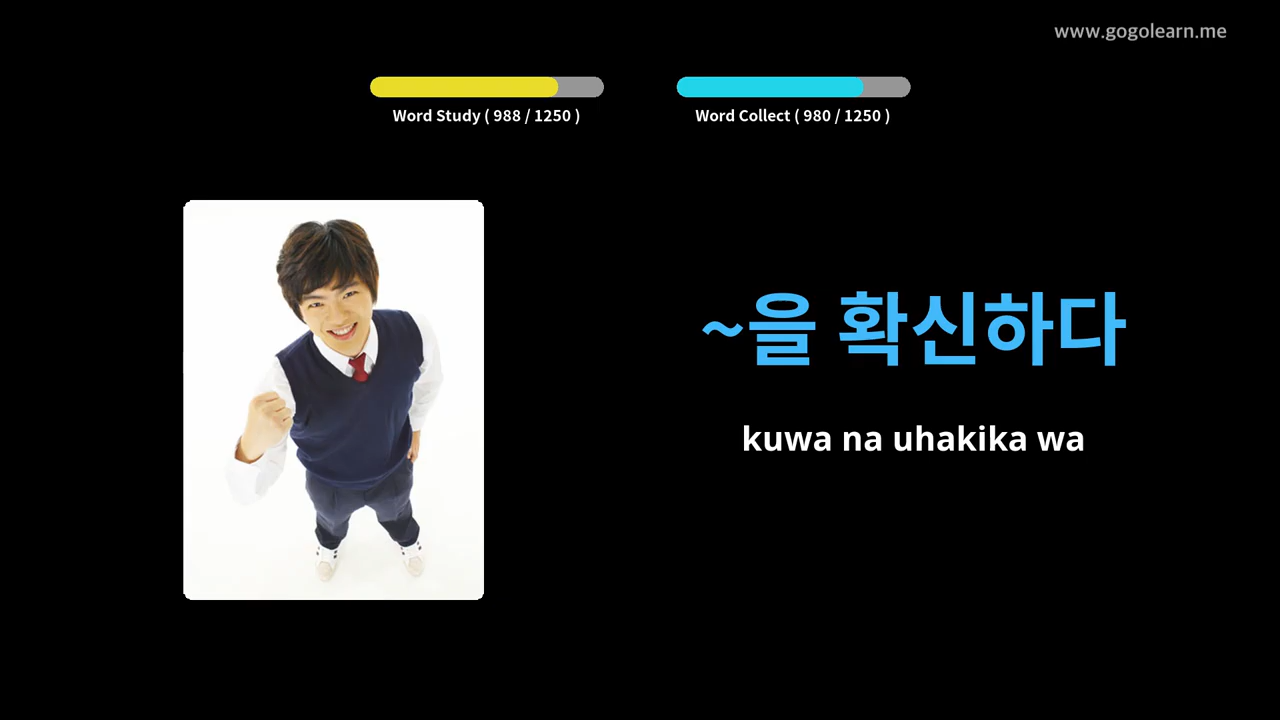 www.gogolearn.me
Word Study ( 988 / 1250 )
Word Collect ( 980 / 1250 )
~을 확신하다
kuwa na uhakika wa